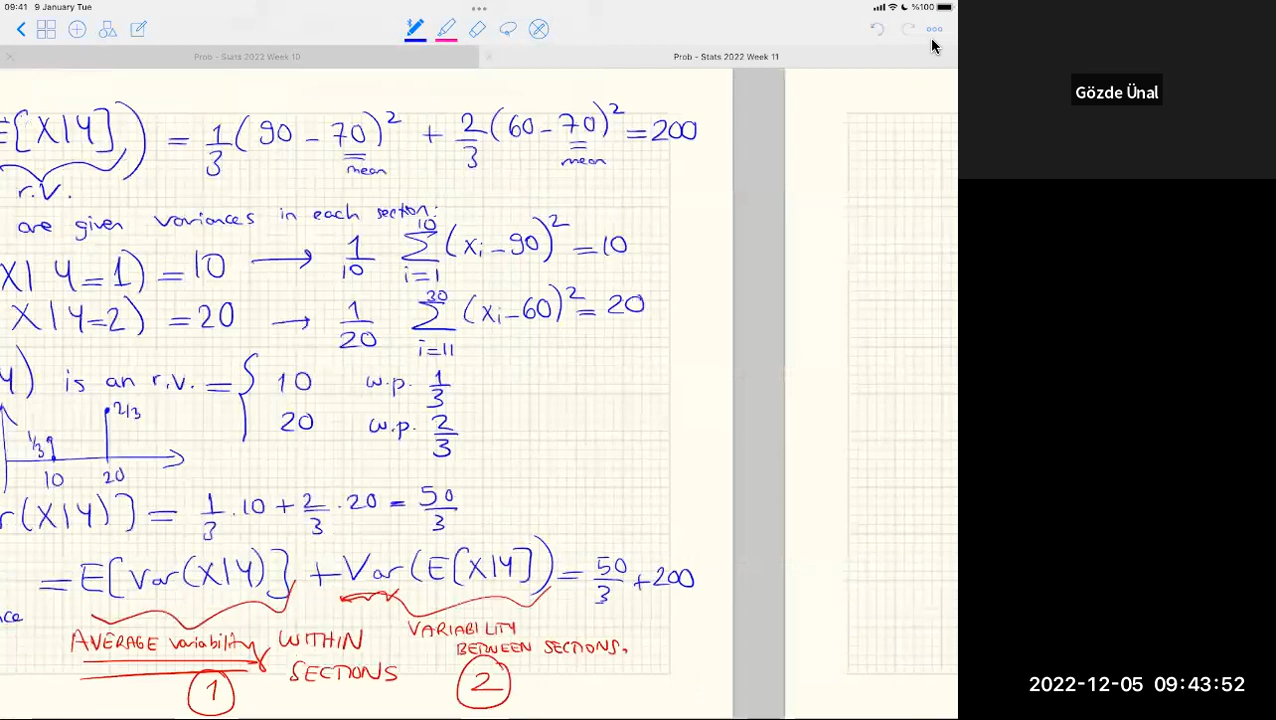 09:41 9 January Tue
%100
Prob - Stats 2022 Week 10
Prob - Stats 2022 Week 11
Gözde Ünal
E[X|Y]) = 1/3 (90 - 70)² + 2/3 (60 - 70)² = 200
mean mean
r.V.
are given variances in each section:
X|Y=1) = 10 → 1/10 10∑i=1 (xi - 90)² = 10
X|Y=2) = 20 → 1/20 30∑i=11 (xi - 60)² = 20
Y) is an r.v. = { 10 w.p. 1/3
20 w.p. 2/3
1/3 2/3
10 20
r(X|Y)] = 1/3 . 10 + 2/3 . 20 = 50/3
= E[Var(X|Y)] + Var(E[X|Y]) = 50/3 + 200
nce
AVERAGE variability WITHIN SECTIONS
1
VARIABILITY BETWEEN SECTIONS.
2
2022-12-05 09:43:52